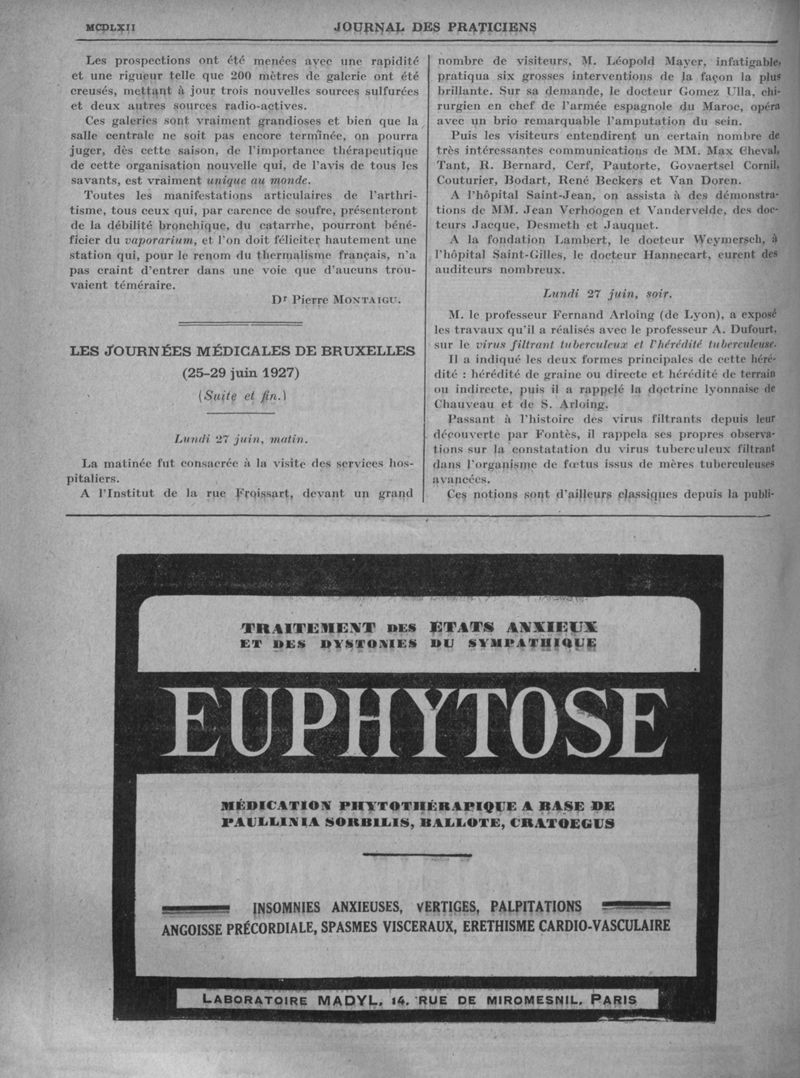 MCDLXII
JOURNAL DES PRATICIENS
Les prospections ont été menées avec une rapidité
et une rigueur telle que 200 mètres de galerie ont été
creusés, mettant à jour trois nouvelles sources sulfurées
et deux autres sources radio-actives.
Ces galeries sont vraiment grandioses et bien que la
salle centrale ne soit pas encore terminée, on pourra
juger, dès cette saison, de l'importance thérapeutique
de cette organisation nouvelle qui, de l'avis de tous les
savants, est vraiment unique au monde.
Toutes les manifestations articulaires de l'arthri-
tisme, tous ceux qui, par carence de soufre, présenteront
de la débilité bronchique, du catarrhe, pourront béné-
ficier du vaporarium, et l'on doit féliciter hautement une
station qui, pour le renom du thermalisme français, n'a
pas craint d'entrer dans une voie que d'aucuns trou-
vaient téméraire.
Dr Pierre MONTAIGU.
LES JOURNÉES MÉDICALES DE BRUXELLES
(25-29 juin 1927)
(Suite et fin.)
Lundi 27 juin, matin.
La matinée fut consacrée à la visite des services hos-
pitaliers.
A l'Institut de la rue Froissart, devant un grand
nombre de visiteurs, M. Léopold Mayer, infatigable,
pratiqua six grosses interventions de la façon la plus
brillante. Sur sa demande, le docteur Gomez Ulla, chi-
rurgien en chef de l'armée espagnole du Maroc, opéra
avec un brio remarquable l'amputation du sein.
Puis les visiteurs entendirent un certain nombre de
très intéressantes communications de MM. Max Cheval,
Tant, R. Bernard, Cerf, Pautorte, Govaertsel Cornil,
Couturier, Bodart, René Beckers et Van Doren.
A l'hôpital Saint-Jean, on assista à des démonstra-
tions de MM. Jean Verhoogen et Vandervelde, des doc-
teurs Jacque, Desmeth et Jauquet.
A la fondation Lambert, le docteur Weymersch, à
l'hôpital Saint-Gilles, le docteur Hannecart, eurent des
auditeurs nombreux.
Lundi 27 juin, soir.
M. le professeur Fernand Arloing (de Lyon), a exposé
les travaux qu'il a réalisés avec le professeur A. Dufourt,
sur le virus filtrant tuberculeux et l'hérédité tuberculeuse.
Il a indiqué les deux formes principales de cette héré-
dité : hérédité de graine ou directe et hérédité de terrain
ou indirecte, puis il a rappelé la doctrine lyonnaise de
Chauveau et de S. Arloing.
Passant à l'histoire des virus filtrants depuis leur
découverte par Fontès, il rappela ses propres observa-
tions sur la constatation du virus tuberculeux filtrant
dans l'organisme de fœtus issus de mères tuberculeuses
avancées.
Ces notions sont d'ailleurs classiques depuis la publi-
TRAITEMENT DES ETATS ANXIEUX
ET DES DYSTONIES DU SYMPATHIQUE
EUPHYTOSE
MÉDICATION PHYTOTHÉRAPIQUE A BASE DE
PAULLINIA SORBILIS, BALLOTE, CRATOEGUS
INSOMNIES ANXIEUSES, VERTIGES, PALPITATIONS
ANGOISSE PRÉCORDIALE, SPASMES VISCERAUX, ERETHISME CARDIO-VASCULAIRE
LABORATOIRE MADYL, 14, RUE DE MIROMESNIL, PARIS